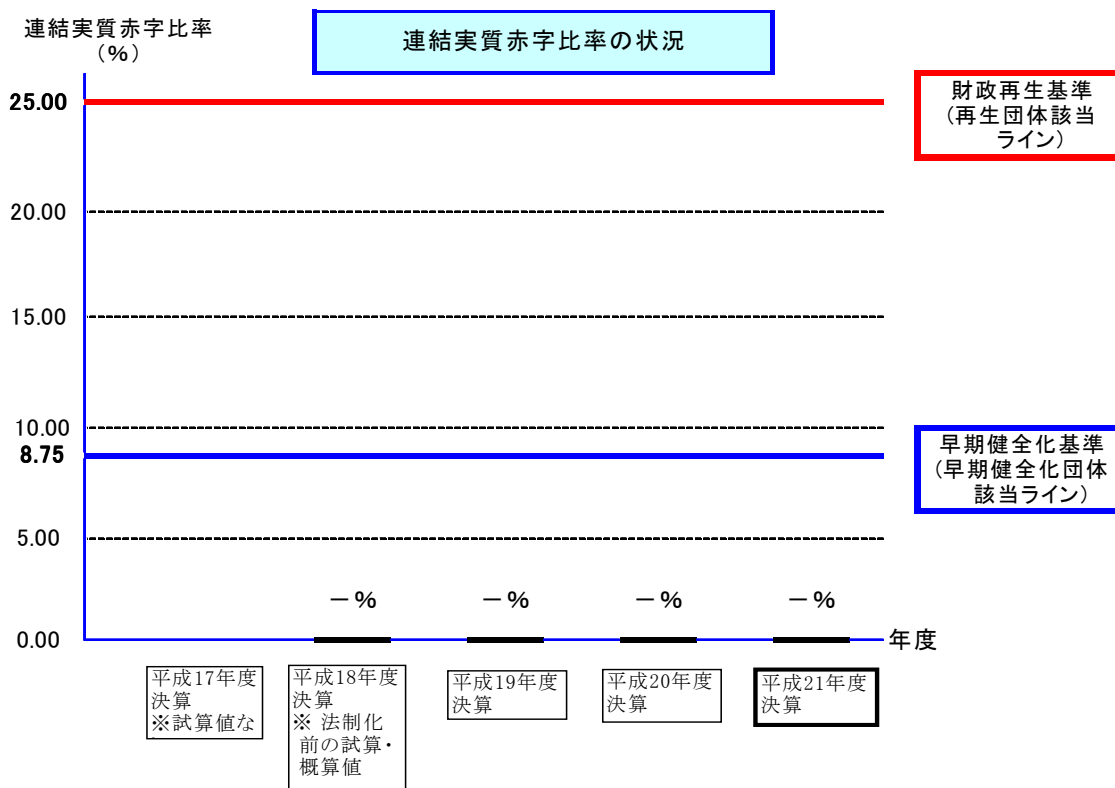 連結実質赤字比率
(%)
連結実質赤字比率の状況
25.00
20.00
15.00
10.00
8.75
5.00
0.00
財政再生基準
(再生団体該当
ライン)
早期健全化基準
(早期健全化団体
該当ライン)
－%
－%
－%
－%
年度
平成17年度
決算
※試算値な
平成18年度
決算
※ 法制化
前の試算・
概算値
平成19年度
決算
平成20年度
決算
平成21年度
決算